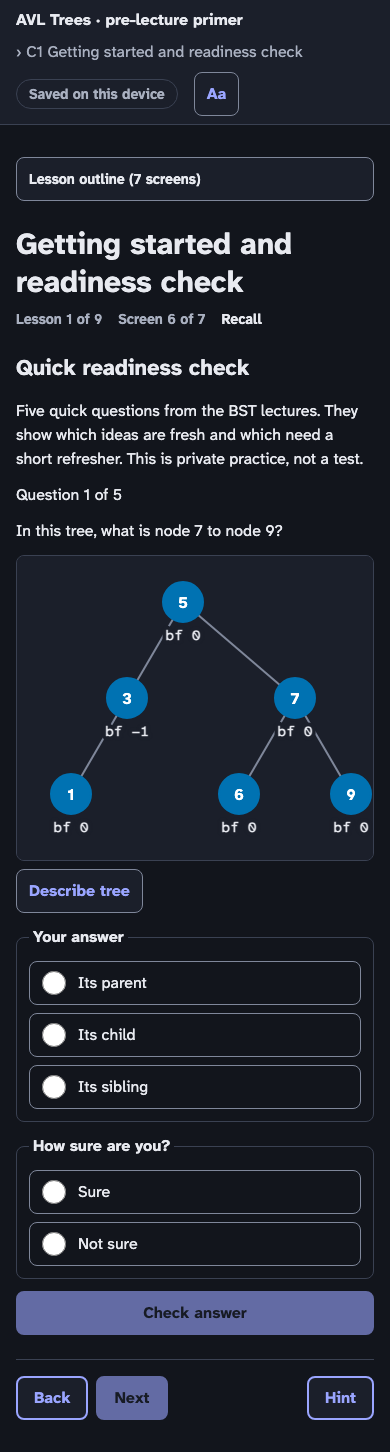 AVL Trees · pre-lecture primer
› C1 Getting started and readiness check
Saved on this device
Aa
Lesson outline (7 screens)
Getting started and
readiness check
Lesson 1 of 9 Screen 6 of 7 Recall
Quick readiness check
Five quick questions from the BST lectures. They
show which ideas are fresh and which need a
short refresher. This is private practice, not a test.
Question 1 of 5
In this tree, what is node 7 to node 9?
5
bf 0
3
7
bf −1
bf 0
1
6
9
bf 0
bf 0
bf 0
Describe tree
Your answer
Its parent
Its child
Its sibling
How sure are you?
Sure
Not sure
Check answer
Back
Next
Hint